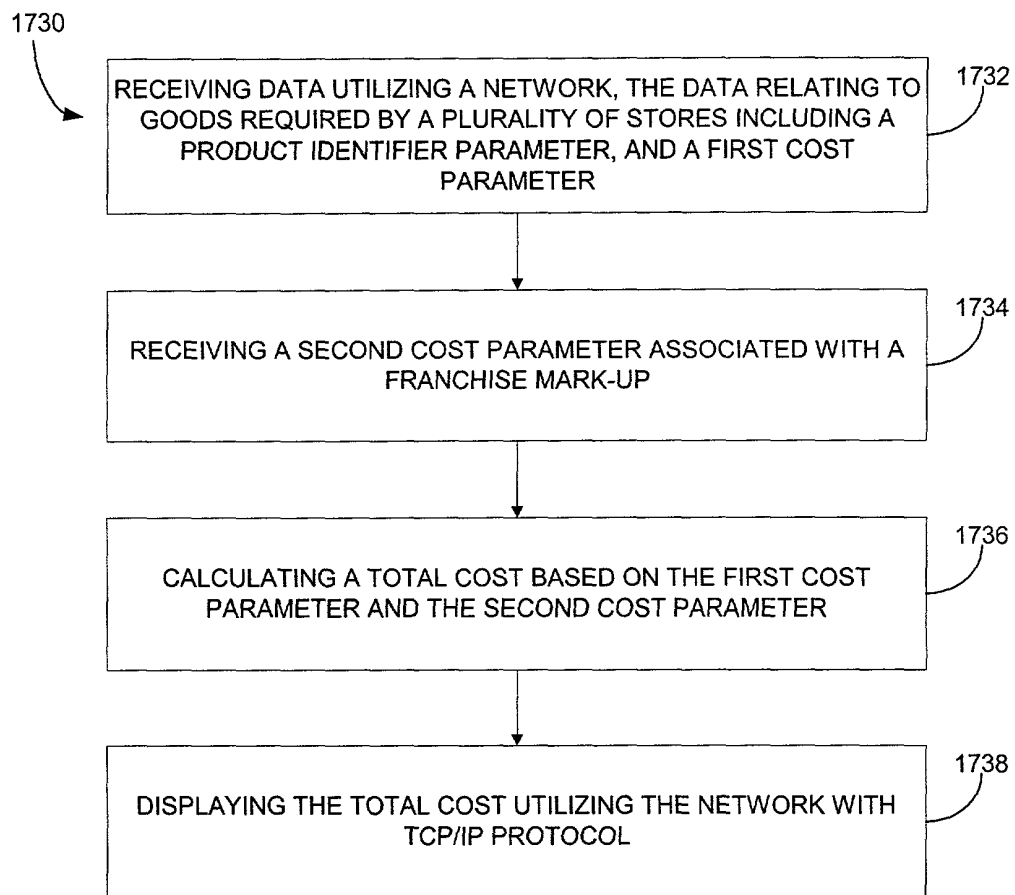 1730
1732
RECEIVING DATA UTILIZING A NETWORK, THE DATA RELATING TO
GOODS REQUIRED BY A PLURALITY OF STORES INCLUDING A
PRODUCT IDENTIFIER PARAMETER, AND A FIRST COST
PARAMETER
1734
RECEIVING A SECOND COST PARAMETER ASSOCIATED WITH A
FRANCHISE MARK-UP
1736
CALCULATING A TOTAL COST BASED ON THE FIRST COST
PARAMETER AND THE SECOND COST PARAMETER
1738
DISPLAYING THE TOTAL COST UTILIZING THE NETWORK WITH
TCP/IP PROTOCOL